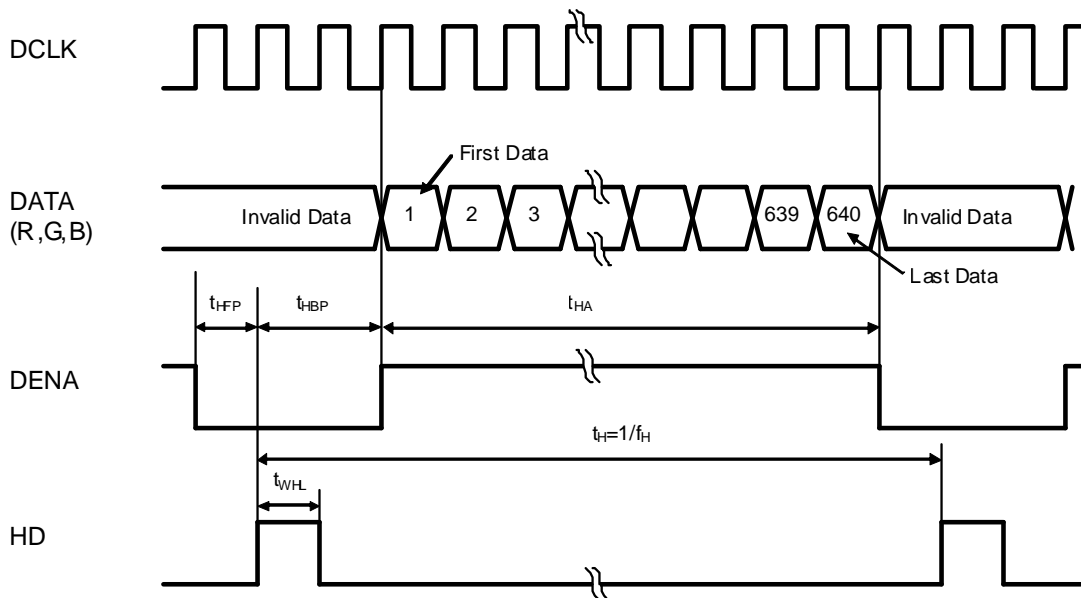 DCLK
First Data
DATA
(R,G,B)
Invalid Data 1 2 3 639 640 Invalid Data
Last Data
tHFP tHBP tHA
DENA
tH=1/fH
tWHL
HD